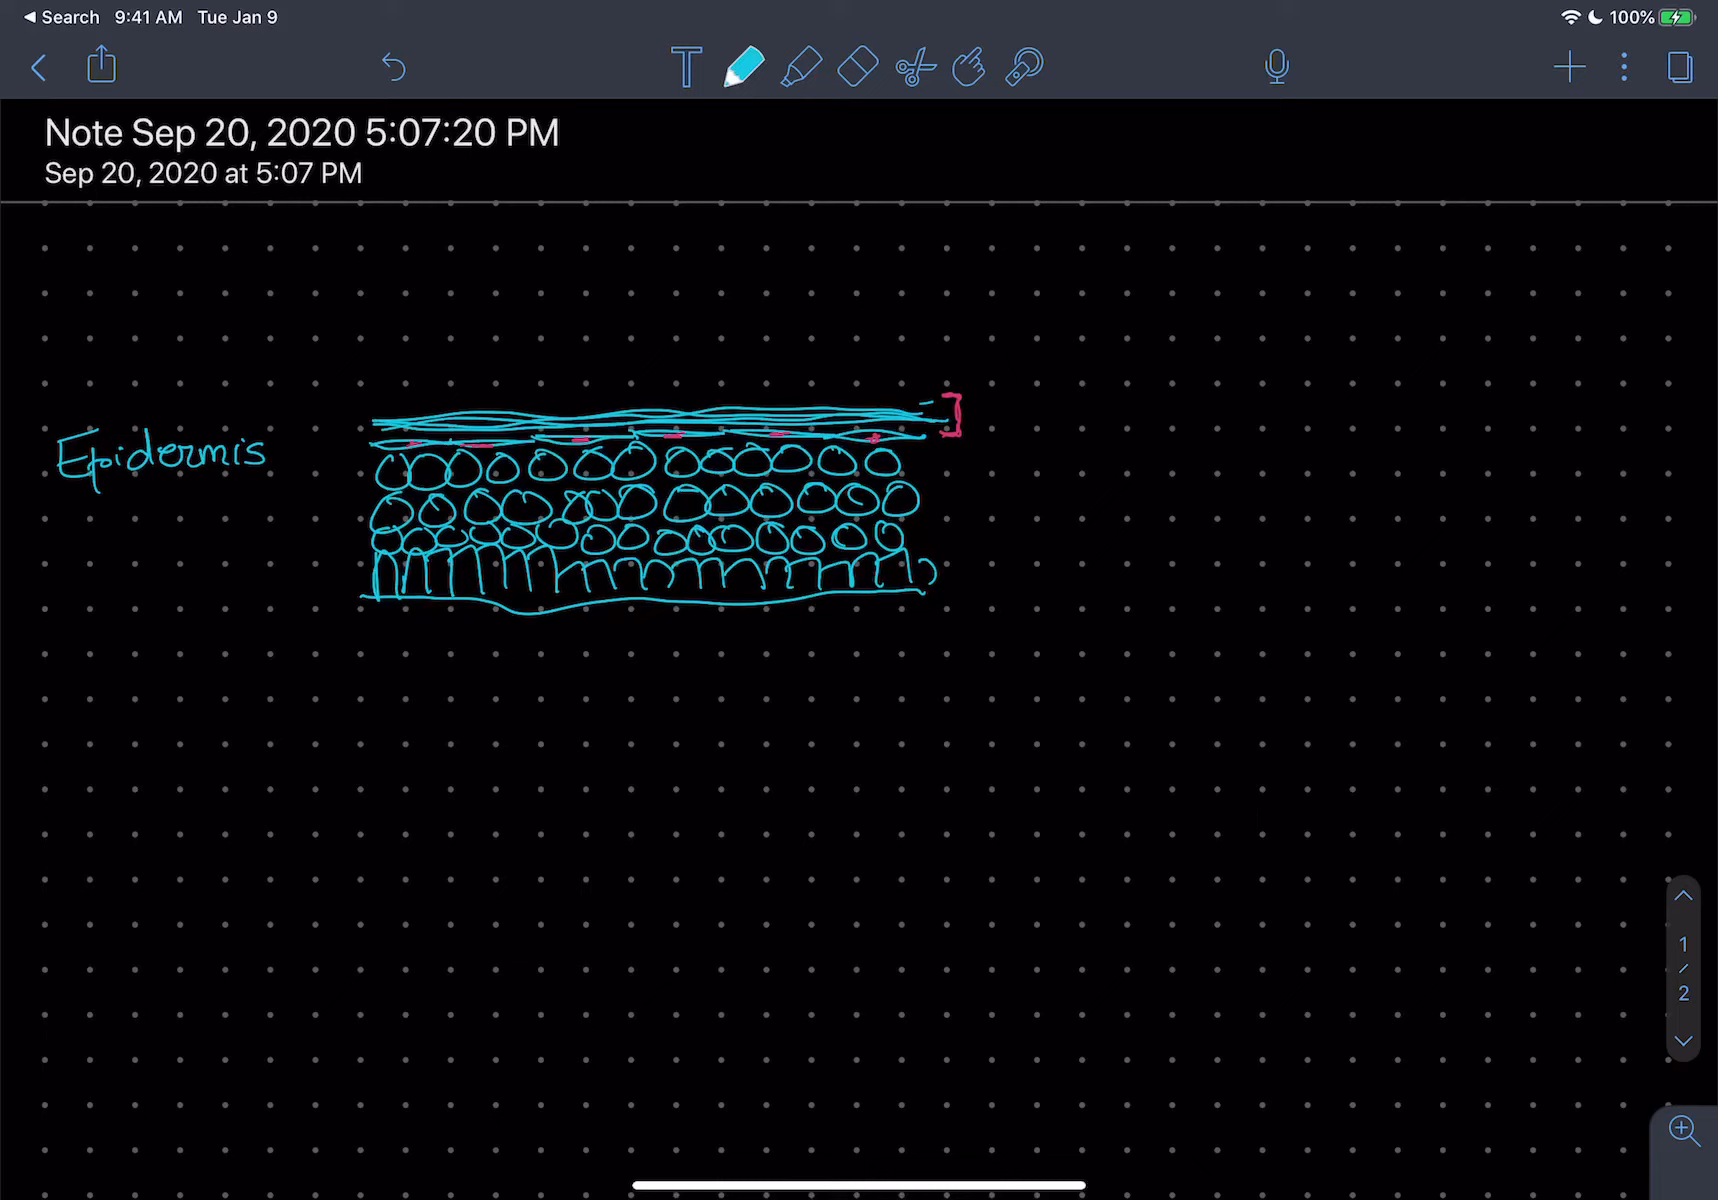 Search 9:41 AM Tue Jan 9 100%
Note Sep 20, 2020 5:07:20 PM
Sep 20, 2020 at 5:07 PM
Epidermis
1
/
2